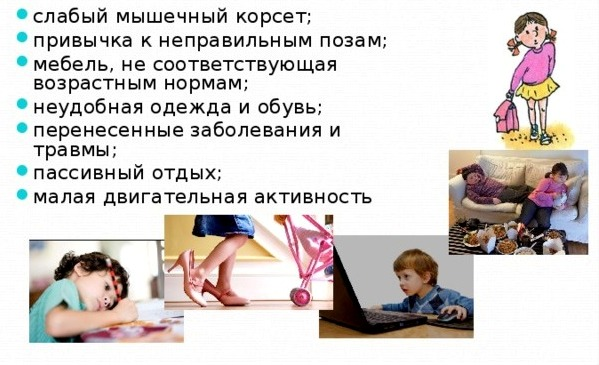 слабый мышечный корсет;
привычка к неправильным позам;
мебель, не соответствующая
возрастным нормам;
неудобная одежда и обувь;
перенесенные заболевания и
травмы;
пассивный отдых;
малая двигательная активность